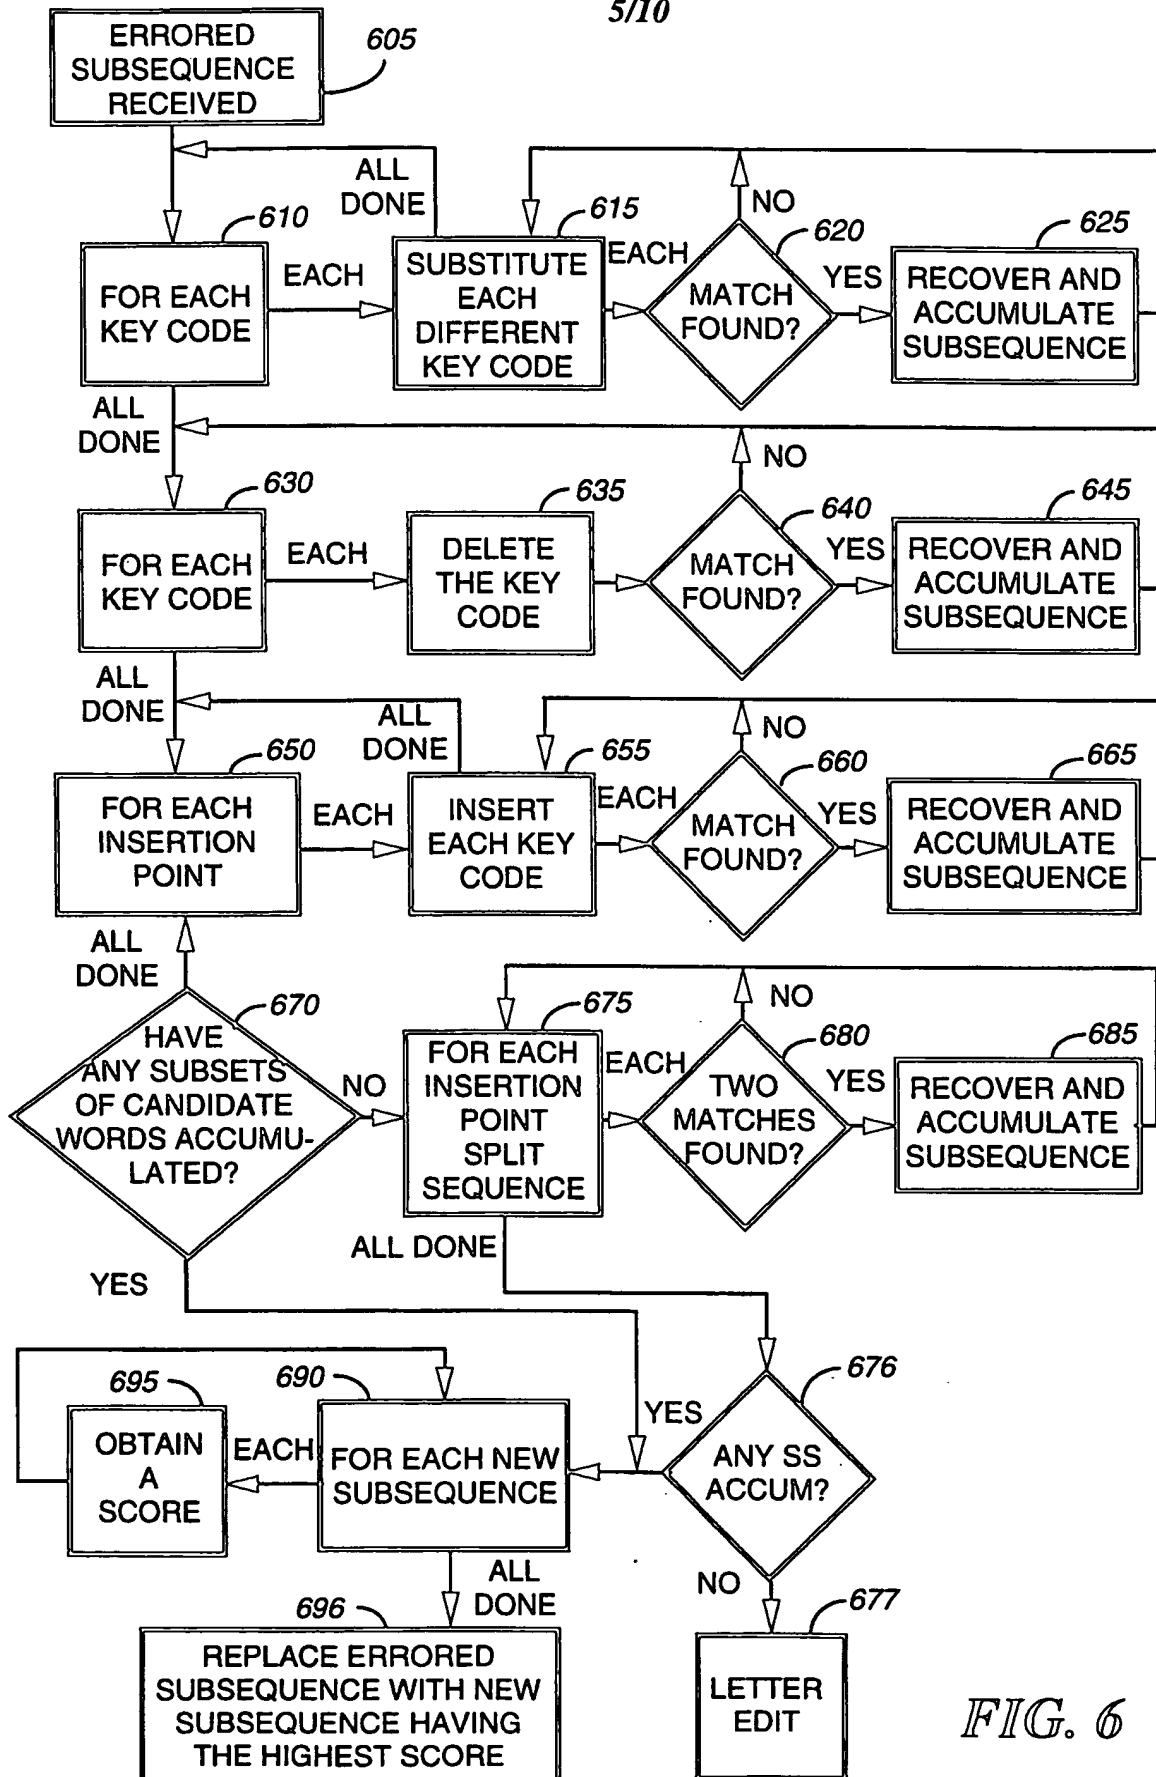 5/10
ERRORED
SUBSEQUENCE
RECEIVED
605
ALL
DONE
NO
610
615
620
625
FOR EACH
KEY CODE
EACH
SUBSTITUTE
EACH
DIFFERENT
KEY CODE
EACH
MATCH
FOUND?
YES
RECOVER AND
ACCUMULATE
SUBSEQUENCE
ALL
DONE
NO
630
635
640
645
FOR EACH
KEY CODE
EACH
DELETE
THE KEY
CODE
MATCH
FOUND?
YES
RECOVER AND
ACCUMULATE
SUBSEQUENCE
ALL
DONE
ALL
DONE
NO
650
655
660
665
FOR EACH
INSERTION
POINT
EACH
INSERT
EACH KEY
CODE
EACH
MATCH
FOUND?
YES
RECOVER AND
ACCUMULATE
SUBSEQUENCE
ALL
DONE
NO
670
675
680
685
HAVE
ANY SUBSETS
OF CANDIDATE
WORDS ACCUMU-
LATED?
NO
FOR EACH
INSERTION
POINT
SPLIT
SEQUENCE
EACH
TWO
MATCHES
FOUND?
YES
RECOVER AND
ACCUMULATE
SUBSEQUENCE
YES
ALL DONE
695
690
676
OBTAIN
A
SCORE
EACH
FOR EACH NEW
SUBSEQUENCE
YES
ANY SS
ACCUM?
ALL
DONE
NO
696
677
REPLACE ERRORED
SUBSEQUENCE WITH NEW
SUBSEQUENCE HAVING
THE HIGHEST SCORE
LETTER
EDIT
FIG. 6